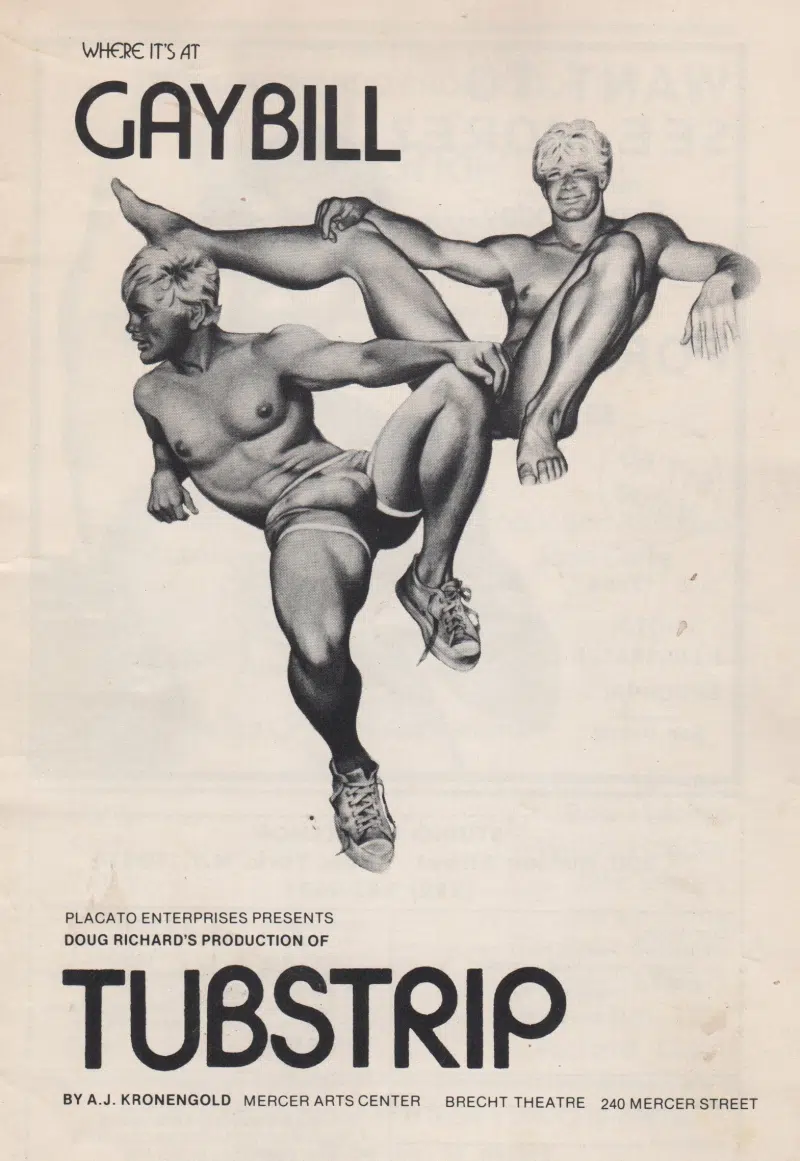 WHERE IT'S AT
GAYBILL
PLACATO ENTERPRISES PRESENTS
DOUG RICHARD'S PRODUCTION OF
TUBSTRIP
BY A.J. KRONENGOLD MERCER ARTS CENTER BRECHT THEATRE 240 MERCER STREET